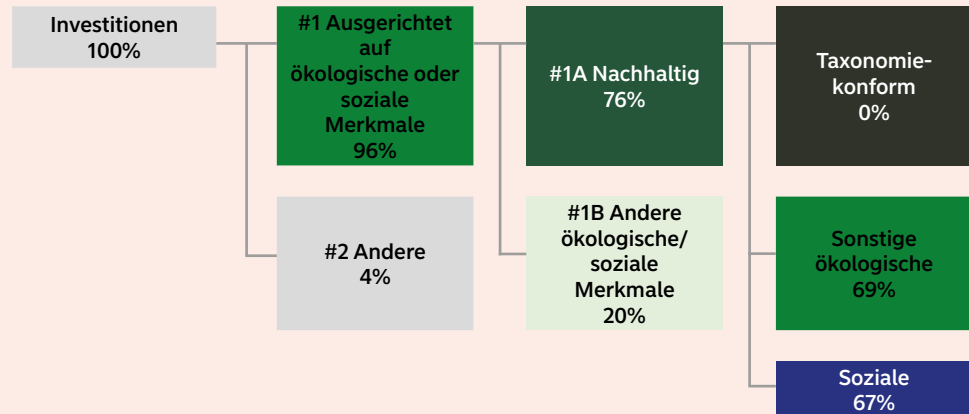 Investitionen
100%
#1 Ausgerichtet
auf
ökologische oder
soziale
Merkmale
96%
#1A Nachhaltig
76%
Taxonomie-
konform
0%
#2 Andere
4%
#1B Andere
ökologische/
soziale
Merkmale
20%
Sonstige
ökologische
69%
Soziale
67%